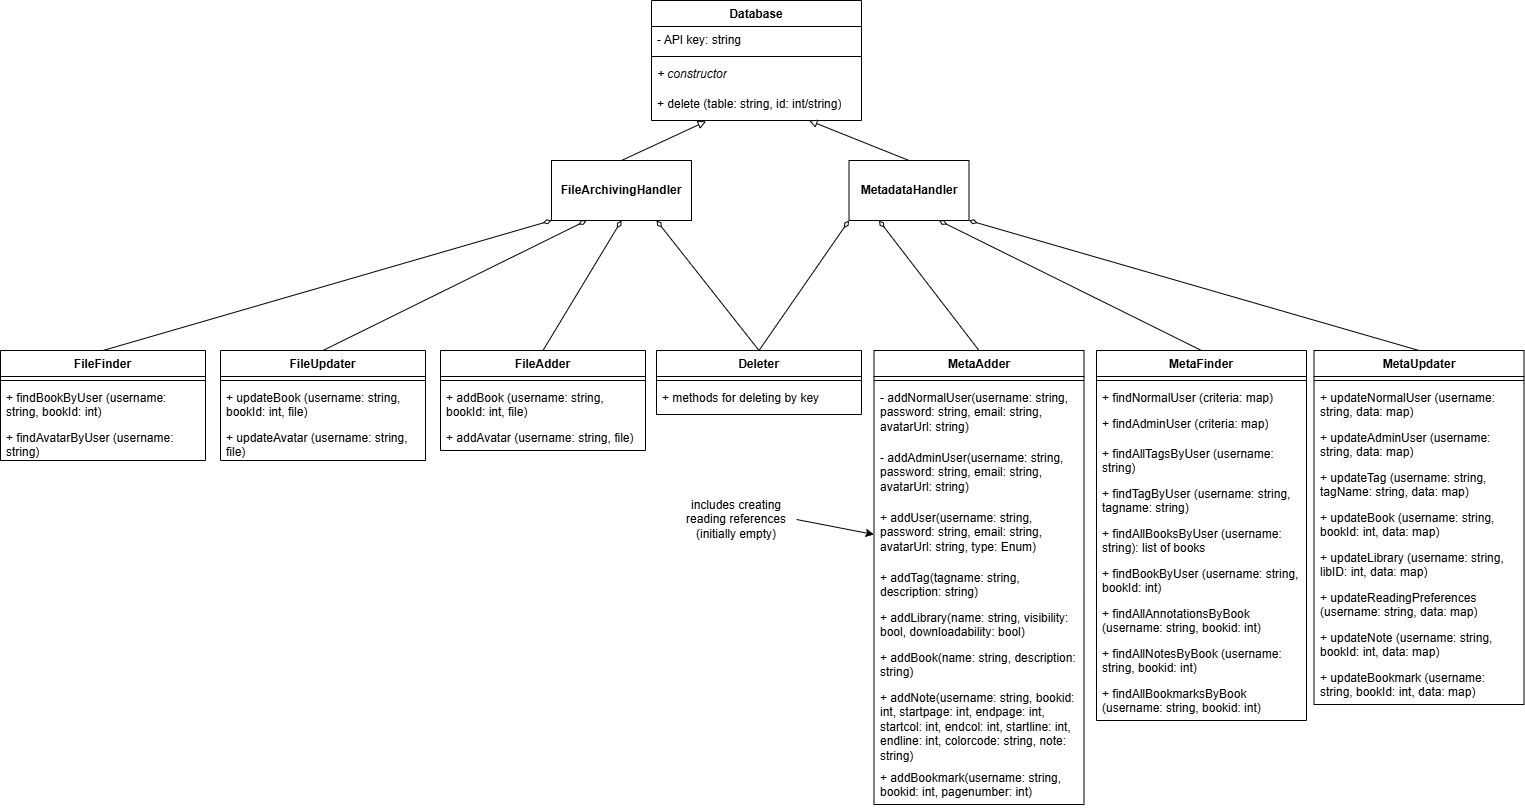 Database
- API key: string
+ constructor
+ delete (table: string, id: int/string)
FileArchivingHandler
MetadataHandler
FileFinder
+ findBookByUser (username:
string, bookId: int)
+ findAvatarByUser (username:
string)
FileUpdater
+ updateBook (username: string,
bookId: int, file)
+ updateAvatar (username: string,
file)
FileAdder
+ addBook (username: string,
bookId: int, file)
+ addAvatar (username: string, file)
Deleter
+ methods for deleting by key
includes creating
reading references
(initially empty)
MetaAdder
- addNormalUser(username: string,
password: string, email: string,
avatarUrl: string)
- addAdminUser(username: string,
password: string, email: string,
avatarUrl: string)
+ addUser(username: string,
password: string, email: string,
avatarUrl: string, type: Enum)
+ addTag(tagname: string,
description: string)
+ addLibrary(name: string, visibility:
bool, downloadability: bool)
+ addBook(name: string, description:
string)
+ addNote(username: string, bookid:
int, startpage: int, endpage: int,
startcol: int, endcol: int, startline: int,
endline: int, colorcode: string, note:
string)
+ addBookmark(username: string,
bookid: int, pagenumber: int)
MetaFinder
+ findNormalUser (criteria: map)
+ findAdminUser (criteria: map)
+ findAllTagsByUser (username:
string)
+ findTagByUser (username: string,
tagname: string)
+ findAllBooksByUser (username:
string): list of books
+ findBookByUser (username: string,
bookId: int)
+ findAllAnnotationsByBook
(username: string, bookid: int)
+ findAllNotesByBook (username:
string, bookid: int)
+ findAllBookmarksByBook
(username: string, bookid: int)
MetaUpdater
+ updateNormalUser (username:
string, data: map)
+ updateAdminUser (username:
string, data: map)
+ updateTag (username: string,
tagName: string, data: map)
+ updateBook (username: string,
bookId: int, data: map)
+ updateLibrary (username: string,
libID: int, data: map)
+ updateReadingPreferences
(username: string, data: map)
+ updateNote (username: string,
bookId: int, data: map)
+ updateBookmark (username:
string, bookId: int, data: map)